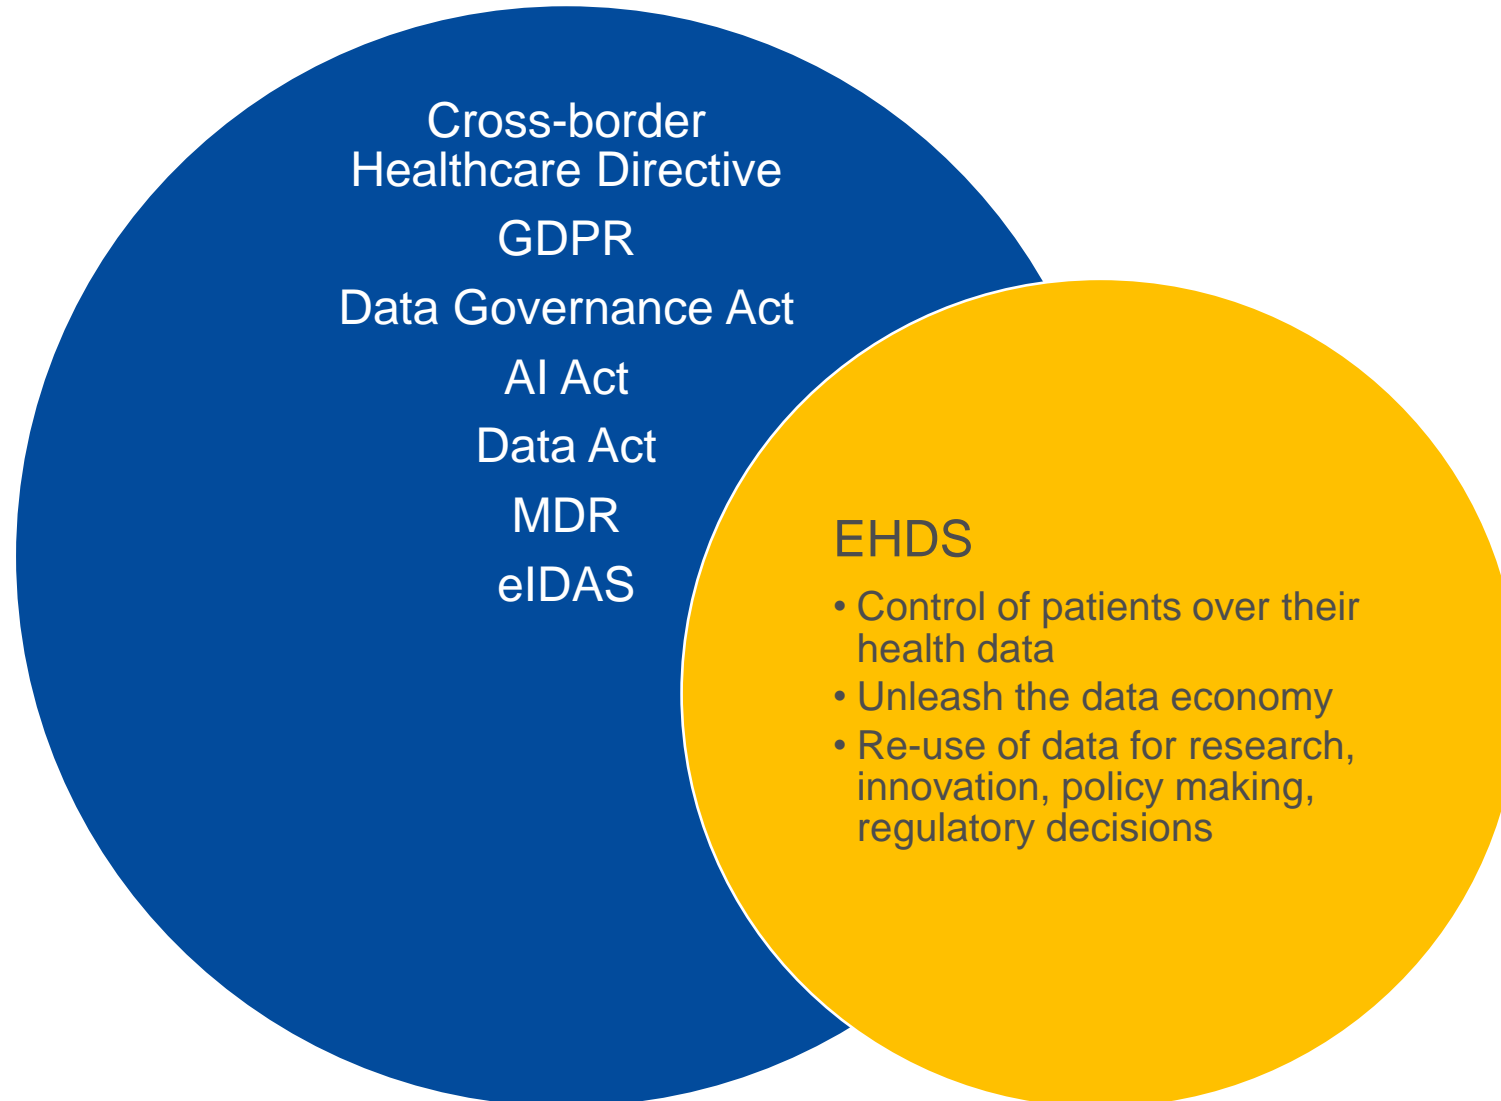 Cross-border
Healthcare Directive
GDPR
Data Governance Act
AI Act
Data Act
MDR
eIDAS
EHDS
• Control of patients over their
health data
• Unleash the data economy
• Re-use of data for research,
innovation, policy making,
regulatory decisions